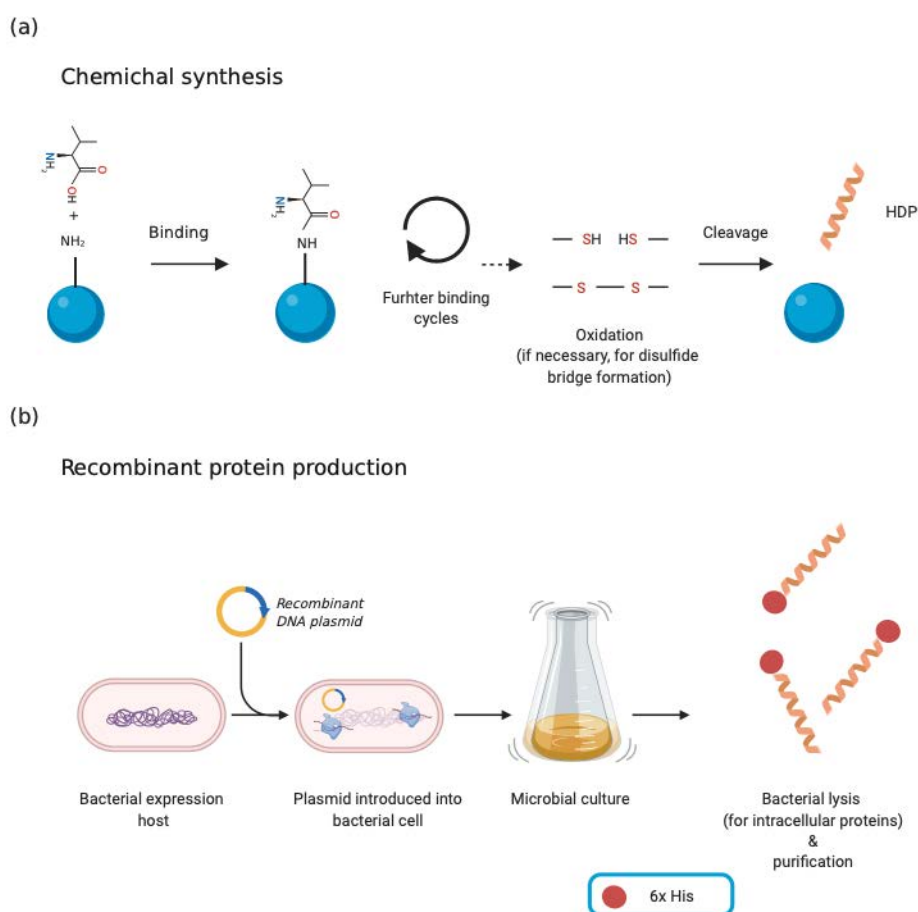 (a)
Chemichal synthesis
NH₂
O
OH
+
NH₂
Binding
NH₂
O
NH
Furhter binding
cycles
SH HS
S S
Oxidation
(if necessary, for disulfide
bridge formation)
Cleavage
HDP
(b)
Recombinant protein production
Recombinant
DNA plasmid
Bacterial expression
host
Plasmid introduced into
bacterial cell
Microbial culture
Bacterial lysis
(for intracellular proteins)
&
purification
6x His